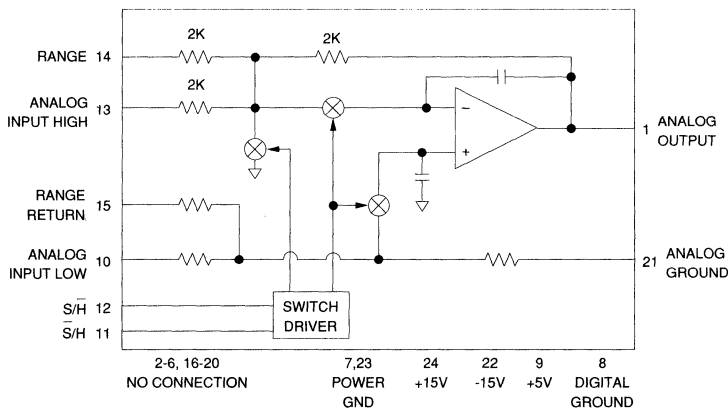 2K 2K
RANGE 14
2K
ANALOG
INPUT HIGH 13
−
+
1 ANALOG
OUTPUT
RANGE
RETURN 15
ANALOG
INPUT LOW 10
21 ANALOG
GROUND
S/H̅ 12
S̅/H 11
SWITCH
DRIVER
2-6, 16-20
NO CONNECTION
7,23
POWER
GND
24
+15V
22
-15V
9
+5V
8
DIGITAL
GROUND